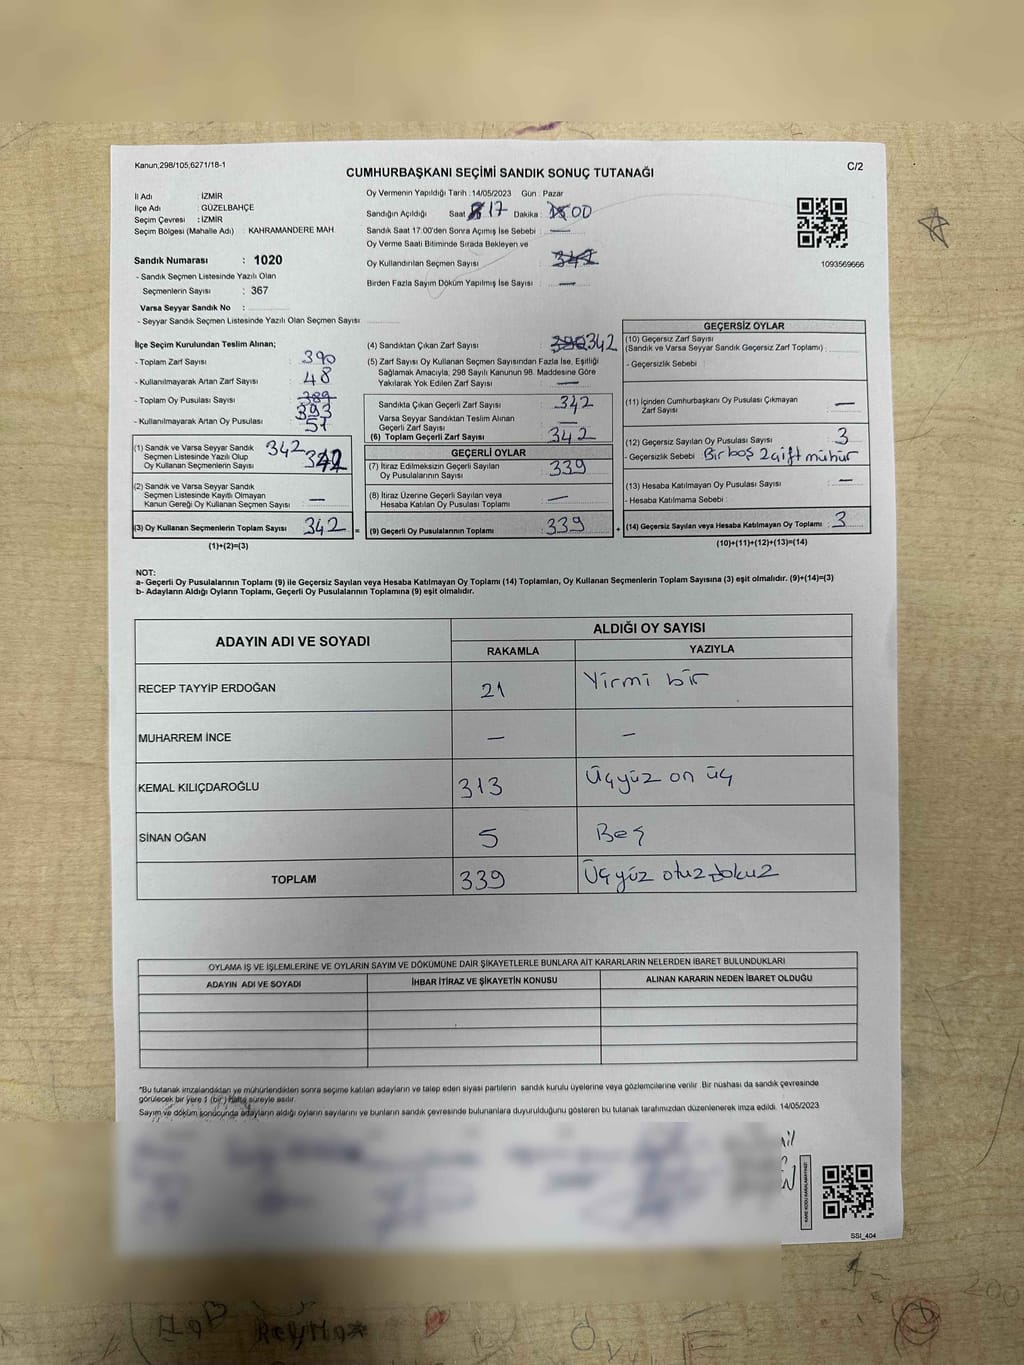 Kanun,298/105,6271/18-1
C/2
CUMHURBAŞKANI SEÇİMİ SANDIK SONUÇ TUTANAĞI
İl Adı : İZMİR
İlçe Adı : GÜZELBAHÇE
Seçim Çevresi : İZMİR
Seçim Bölgesi (Mahalle Adı) : KAHRAMANDERE MAH
Sandık Numarası : 1020
- Sandık Seçmen Listesinde Yazılı Olan
Seçmenlerin Sayısı : 367
Varsa Seyyar Sandık No :
- Seyyar Sandık Seçmen Listesinde Yazılı Olan Seçmen Sayısı
Oy Vermenin Yapıldığı Tarih :14/05/2023 Gün : Pazar
Sandığın Açıldığı Saat : 17 Dakika : 00
Sandık Saat 17.00'den Sonra Açımış İse Sebebi : —
Oy Verme Saati Bitiminde Sırada Bekleyen ve
Oy Kullandırılan Seçmen Sayısı :
Birden Fazla Sayım Döküm Yapılmış İse Sayısı : —
1093569666
İlçe Seçim Kurulundan Teslim Alınan;
- Toplam Zarf Sayısı : 390
- Kullanılmayarak Artan Zarf Sayısı : 48
- Toplam Oy Pusulası Sayısı : 389 393
- Kullanılmayarak Artan Oy Pusulası : 51
(1) Sandık ve Varsa Seyyar Sandık
Seçmen Listesinde Yazılı Olup
Oy Kullanan Seçmenlerin Sayısı
342
(2) Sandık ve Varsa Seyyar Sandık
Seçmen Listesinde Kayıtlı Olmayan
Kanun Gereği Oy Kullanan Seçmen Sayısı —
(3) Oy Kullanan Seçmenlerin Toplam Sayısı 342 =
(1)+(2)=(3)
(4) Sandıktan Çıkan Zarf Sayısı : 342
(5) Zarf Sayısı Oy Kullanan Seçmen Sayısından Fazla İse, Eşitliği
Sağlamak Amacıyla, 298 Sayılı Kanunun 98. Maddesine Göre
Yakılarak Yok Edilen Zarf Sayısı : —
Sandıkta Çıkan Geçerli Zarf Sayısı : 342
Varsa Seyyar Sandıktan Teslim Alınan
Geçerli Zarf Sayısı : —
(6) Toplam Geçerli Zarf Sayısı : 342
GEÇERLİ OYLAR
(7) İtiraz Edilmeksizin Geçerli Sayılan
Oy Pusulalarının Sayısı : 339
(8) İtiraz Üzerine Geçerli Sayılan veya
Hesaba Katılan Oy Pusulası Toplamı : —
(9) Geçerli Oy Pusulalarının Toplamı : 339 +
GEÇERSİZ OYLAR
(10) Geçersiz Zarf Sayısı
(Sandık ve Varsa Seyyar Sandık Geçersiz Zarf Toplamı) :
- Geçersizlik Sebebi :
(11) İçinden Cumhurbaşkanı Oy Pusulası Çıkmayan
Zarf Sayısı : —
(12) Geçersiz Sayılan Oy Pusulası Sayısı : 3
- Geçersizlik Sebebi : Bir boş 2 çift mühür
(13) Hesaba Katılmayan Oy Pusulası Sayısı : —
- Hesaba Katılmama Sebebi :
(14) Geçersiz Sayılan veya Hesaba Katılmayan Oy Toplamı : 3
(10)+(11)+(12)+(13)=(14)
NOT:
a- Geçerli Oy Pusulalarının Toplamı (9) ile Geçersiz Sayılan veya Hesaba Katılmayan Oy Toplamı (14) Toplamları, Oy Kullanan Seçmenlerin Toplam Sayısına (3) eşit olmalıdır. (9)+(14)=(3)
b- Adayların Aldığı Oyların Toplamı, Geçerli Oy Pusulalarının Toplamına (9) eşit olmalıdır.
ADAYIN ADI VE SOYADI
ALDIĞI OY SAYISI
RAKAMLA YAZIYLA
RECEP TAYYİP ERDOĞAN 21 Yirmi bir
MUHARREM İNCE — —
KEMAL KILIÇDAROĞLU 313 Üçyüz on üç
SİNAN OĞAN 5 Beş
TOPLAM 339 Üçyüz otuz dokuz
OYLAMA İŞ VE İŞLEMLERİNE VE OYLARIN SAYIM VE DÖKÜMÜNE DAİR ŞİKAYETLERLE BUNLARA AİT KARARLARIN NELERDEN İBARET BULUNDUKLARI
ADAYIN ADI VE SOYADI İHBAR İTİRAZ VE ŞİKAYETİN KONUSU ALINAN KARARIN NEDEN İBARET OLDUĞU
*Bu tutanak imzalandıktan ve mühürlendikten sonra seçime katılan adayların ve talep eden siyasi partilerin sandık kurulu üyelerine veya gözlemcilerine verilir. Bir nüshası da sandık çevresinde
görülecek bir yere 1 (bir) hafta süreyle asılır.
Sayım ve döküm sonucunda adayların aldığı oyların sayılarını ve bunların sandık çevresinde bulunanlara duyurulduğunu gösteren bu tutanak tarafımızdan düzenlenerek imza edildi. 14/05/2023
SSI_404